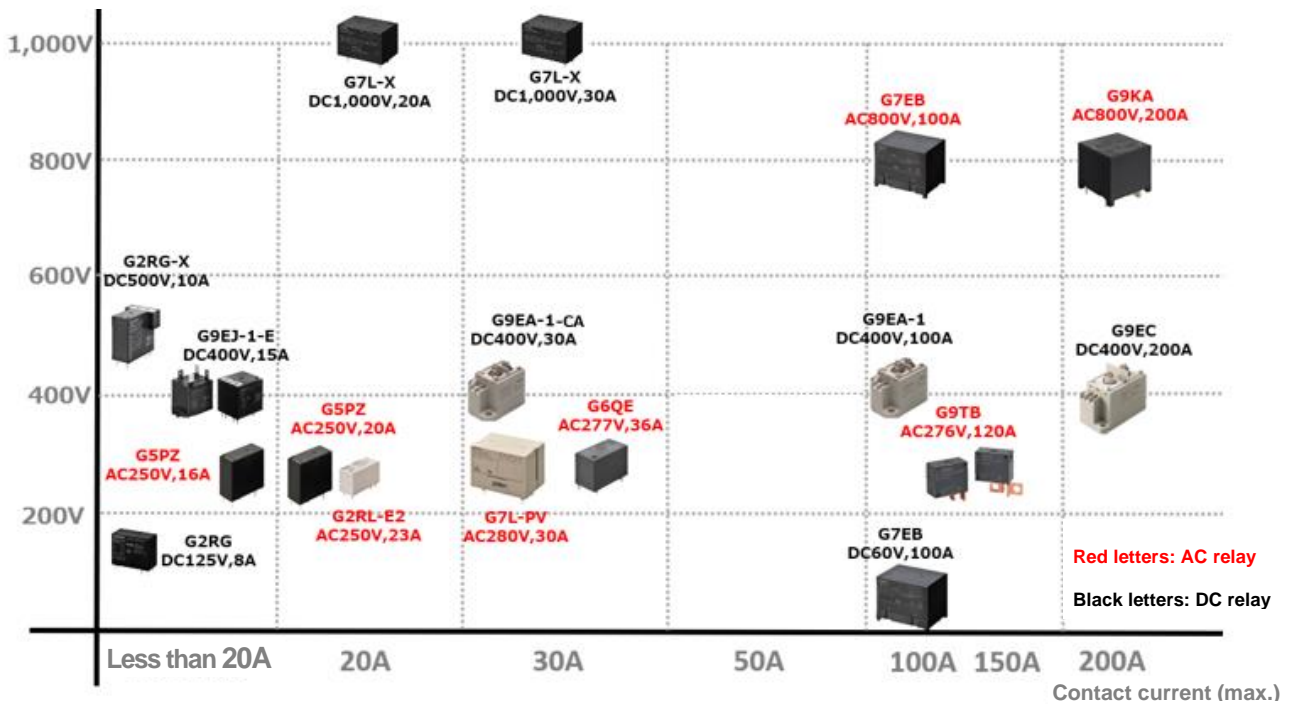 1,000V
G7L-X
DC1,000V,20A
G7L-X
DC1,000V,30A
G7EB
AC800V,100A
G9KA
AC800V,200A
800V
G2RG-X
DC500V,10A
600V
G9EJ-1-E
DC400V,15A
G9EA-1-CA
DC400V,30A
G9EA-1
DC400V,100A
G9EC
DC400V,200A
400V
G5PZ
AC250V,20A
G6QE
AC277V,36A
G9TB
AC276V,120A
G5PZ
AC250V,16A
G2RL-E2
AC250V,23A
G7L-PV
AC280V,30A
200V
G2RG
DC125V,8A
G7EB
DC60V,100A
Red letters: AC relay
Black letters: DC relay
Less than 20A
20A
30A
50A
100A
150A
200A
Contact current (max.)